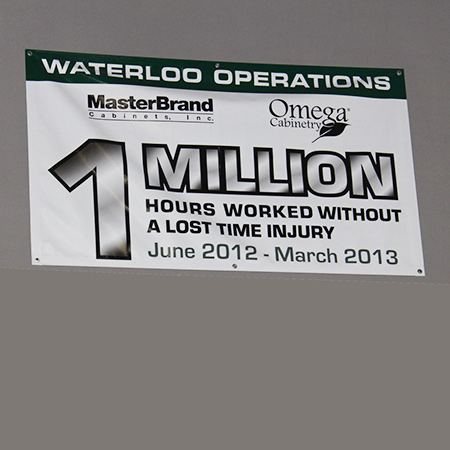 WATERLOO OPERATIONS
MasterBrand
Cabinets, Inc.
Omega®
Cabinetry
1 MILLION
HOURS WORKED WITHOUT
A LOST TIME INJURY
June 2012 - March 2013